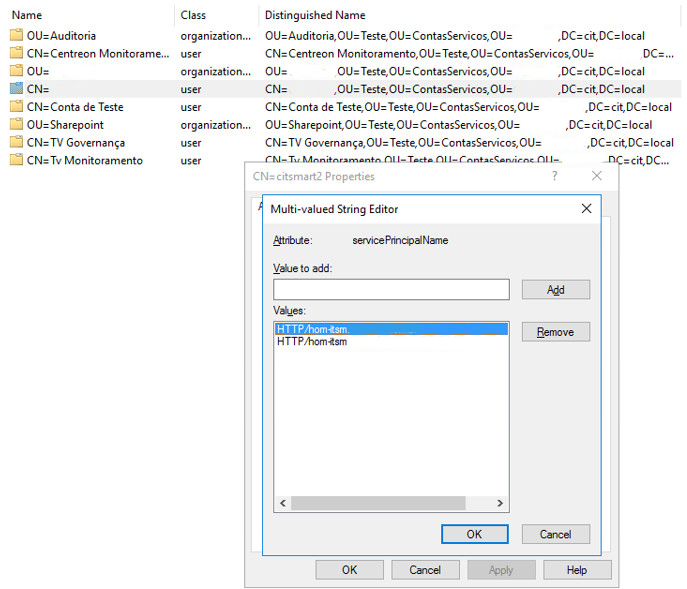 Name Class Distinguished Name
OU=Auditoria organization... OU=Auditoria,OU=Teste,OU=ContasServicos,OU= ,DC=cit,DC=local
CN=Centreon Monitorame... user CN=Centreon Monitoramento,OU=Teste,OU=ContasServicos,OU= ,DC=...
OU= organization... OU= ,OU=Teste,OU=ContasServicos,OU= ,DC=cit,DC=local
CN= user CN= ,OU=Teste,OU=ContasServicos,OU= ,DC=cit,DC=local
CN=Conta de Teste user CN=Conta de Teste,OU=Teste,OU=ContasServicos,OU= ,DC=cit,DC=local
OU=Sharepoint organization... OU=Sharepoint,OU=Teste,OU=ContasServicos,OU= ,DC=cit,DC=local
CN=TV Governança user CN=TV Governança,OU=Teste,OU=ContasServicos,OU= ,DC=cit,DC=local
CN=Tv Monitoramento user CN=Tv Monitoramento,OU=Teste,OU=ContasServicos,OU= ,DC=cit,DC...
CN=citsmart2 Properties ?
Multi-valued String Editor
Attribute: servicePrincipalName
Value to add:
Add
Values:
HTTP/hom-itsm.
HTTP/hom-itsm
Remove
OK Cancel
OK Cancel Apply Help